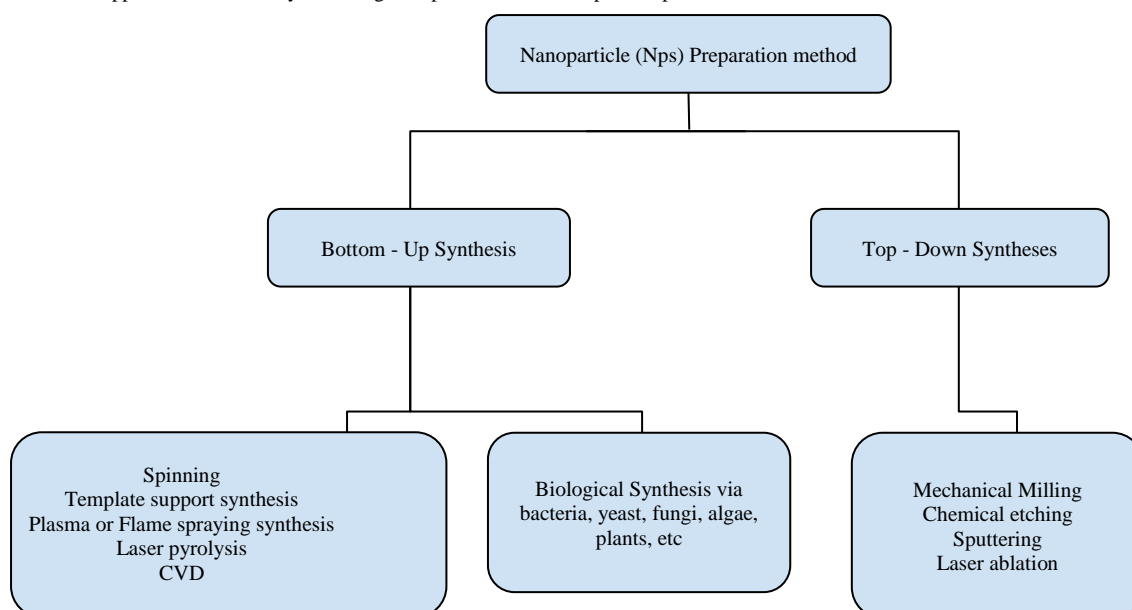 Nanoparticle (Nps) Preparation method
Bottom - Up Synthesis
Top - Down Syntheses
Spinning
Template support synthesis
Plasma or Flame spraying synthesis
Laser pyrolysis
CVD
Biological Synthesis via
bacteria, yeast, fungi, algae,
plants, etc
Mechanical Milling
Chemical etching
Sputtering
Laser ablation